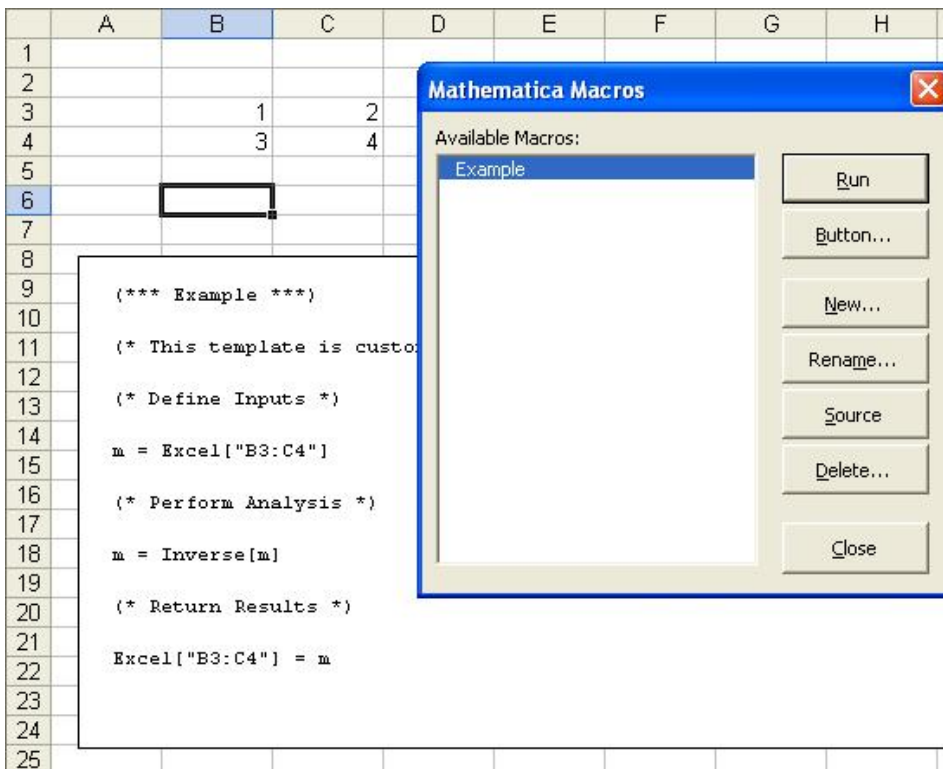 A B C D E F G H
1
2
3 1 2
4 3 4
5
6
7
8
9
10
11
12
13
14
15
16
17
18
19
20
21
22
23
24
25
(*** Example ***)
(* This template is
(* Define Inputs *)
m = Excel["B3:C4"]
(* Perform Analysis *)
m = Inverse[m]
(* Return Results *)
Excel["B3:C4"] = m
Mathematica Macros
Available Macros:
Example
Run
Button...
New...
Rename...
Source
Delete...
Close